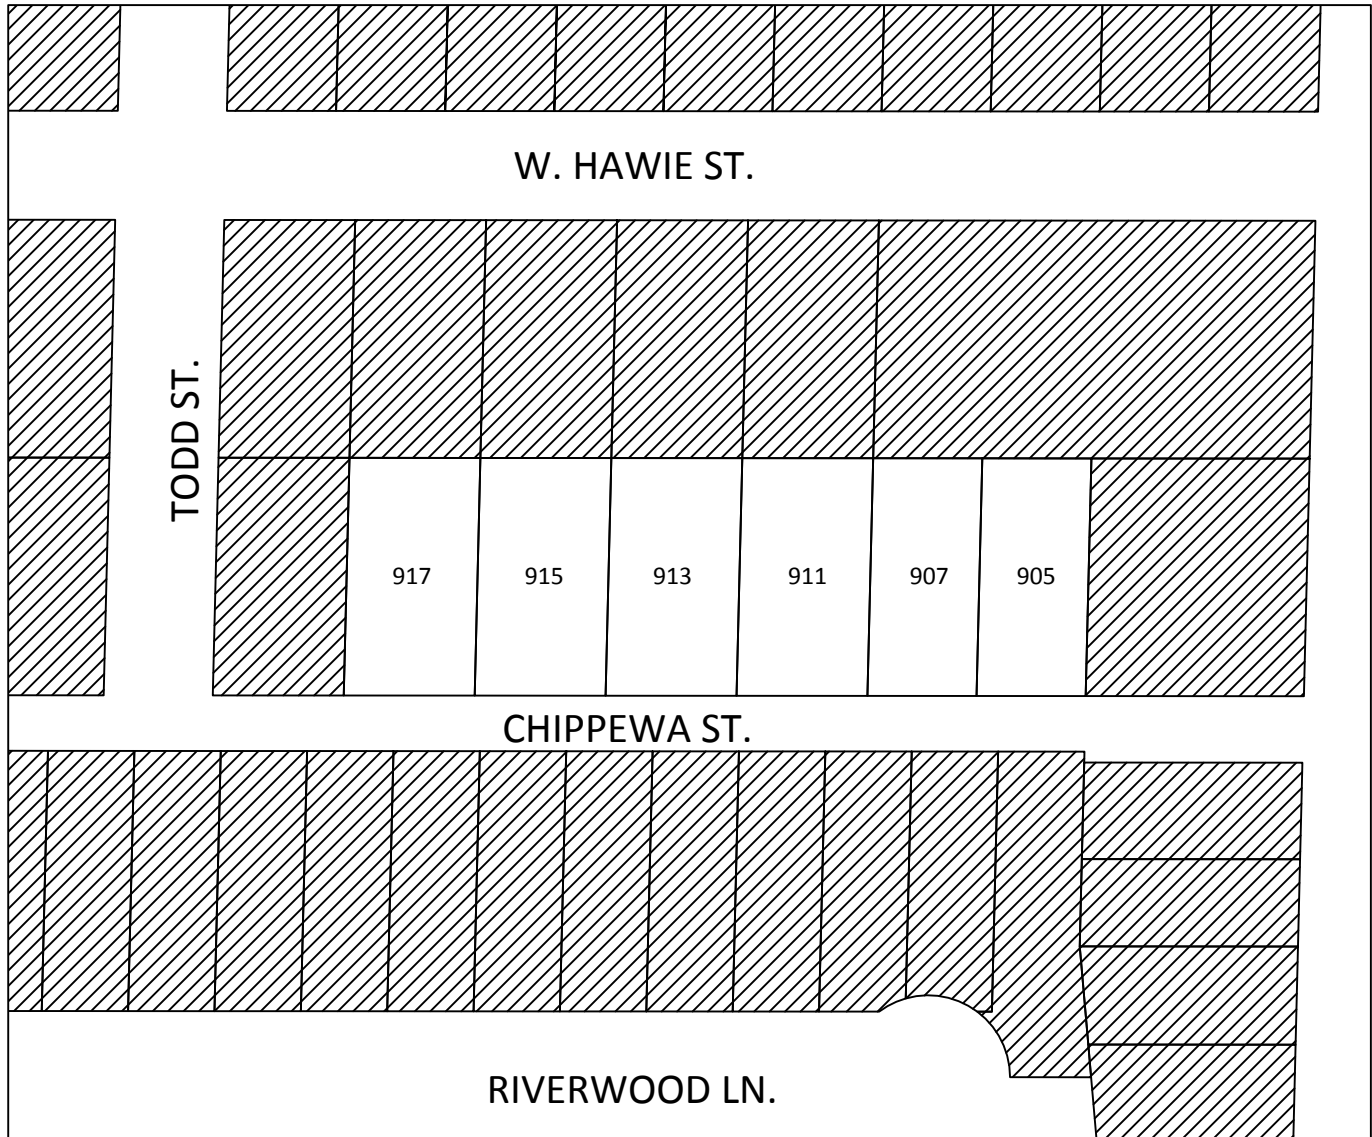 W. HAWIE ST.
TODD ST.
917 915 913 911 907 905
CHIPPEWA ST.
RIVERWOOD LN.